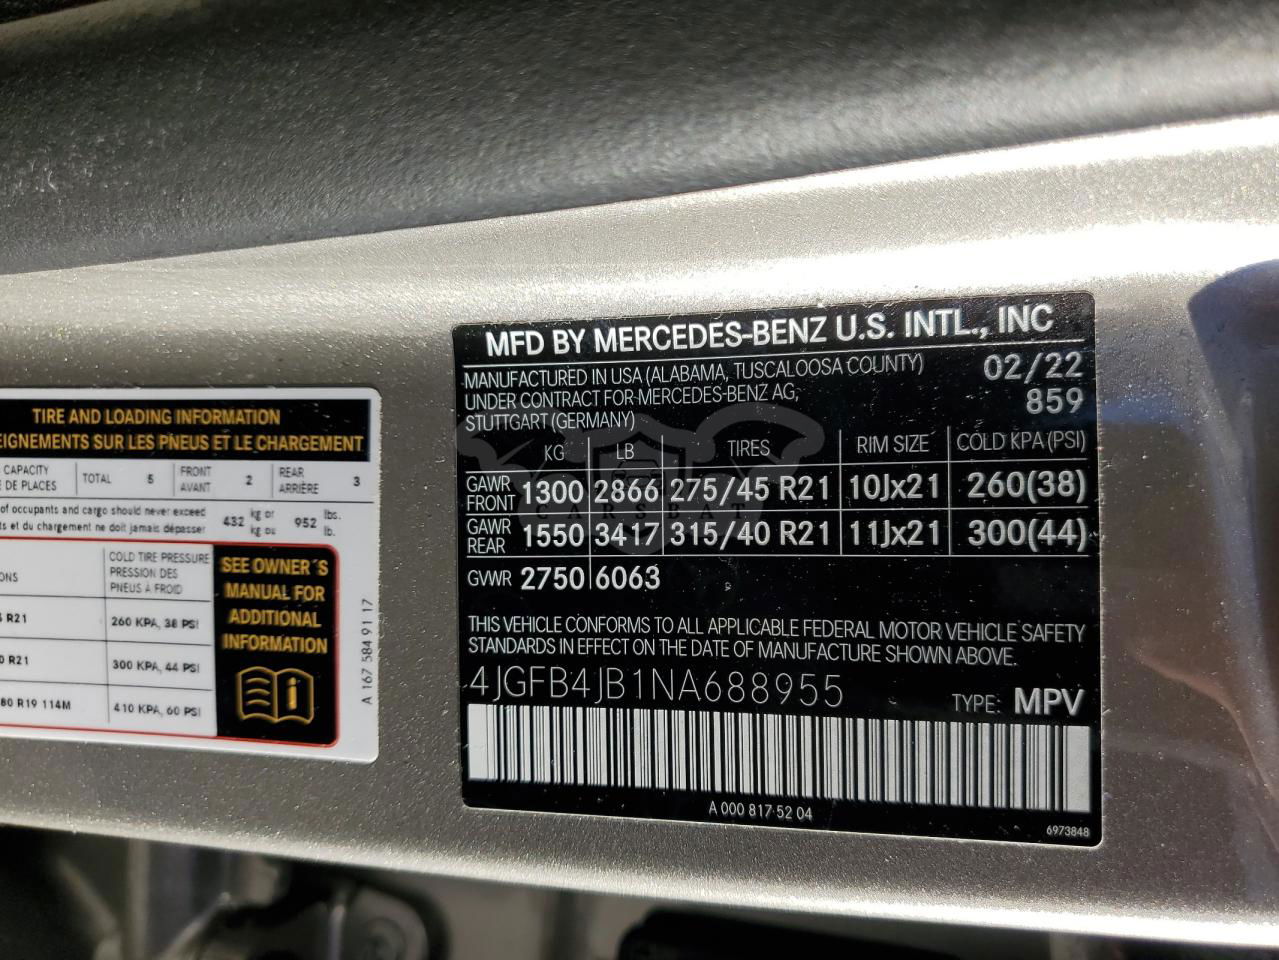 TIRE AND LOADING INFORMATION
EIGNEMENTS SUR LES PNEUS ET LE CHARGEMENT
CAPACITY TOTAL 5 FRONT 2 REAR 3
DE PLACES AVANT ARRIÈRE
of occupants and cargo should never exceed 432 kg or 952 lbs.
ts et du chargement ne doit jamais dépasser kg ou lb.
COLD TIRE PRESSURE
PRESSION DES
PNEUS À FROID
ONS
R21 260 KPA, 38 PSI
0 R21 300 KPA, 44 PSI
80 R19 114M 410 KPA, 60 PSI
SEE OWNER'S
MANUAL FOR
ADDITIONAL
INFORMATION
A 167 584 91 17
MFD BY MERCEDES-BENZ U.S. INTL., INC
MANUFACTURED IN USA (ALABAMA, TUSCALOOSA COUNTY) 02/22
UNDER CONTRACT FOR MERCEDES-BENZ AG, 859
STUTTGART (GERMANY)
KG LB TIRES RIM SIZE COLD KPA (PSI)
GAWR FRONT 1300 2866 275/45 R21 10Jx21 260(38)
GAWR REAR 1550 3417 315/40 R21 11Jx21 300(44)
GVWR 2750 6063
THIS VEHICLE CONFORMS TO ALL APPLICABLE FEDERAL MOTOR VEHICLE SAFETY
STANDARDS IN EFFECT ON THE DATE OF MANUFACTURE SHOWN ABOVE.
4JGFB4JB1NA688955 TYPE: MPV
A 000 817 52 04
6973848